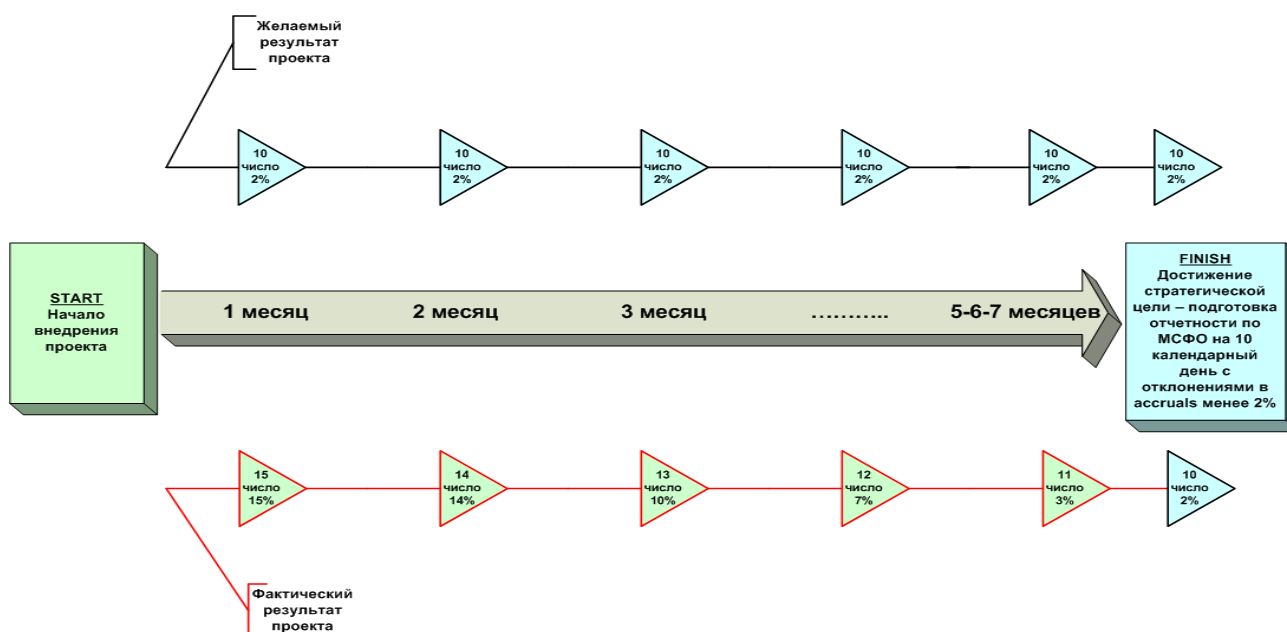 Желаемый
результат
проекта
10
число
2%
10
число
2%
10
число
2%
10
число
2%
10
число
2%
10
число
2%
START
Начало
внедрения
проекта
1 месяц
2 месяц
3 месяц
………..
5-6-7 месяцев
FINISH
Достижение
стратегической
цели – подготовка
отчетности по
МСФО на 10
календарный
день с
отклонениями в
accruals менее 2%
15
число
15%
14
число
14%
13
число
10%
12
число
7%
11
число
3%
10
число
2%
Фактический
результат
проекта